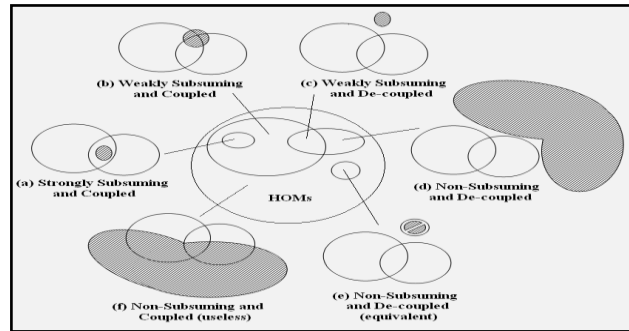 (b) Weakly Subsuming
and Coupled
(c) Weakly Subsuming
and De-coupled
(a) Strongly Subsuming
and Coupled
HOMs
(d) Non-Subsuming
and De-coupled
(f) Non-Subsuming and
Coupled (useless)
(e) Non-Subsuming
and De-coupled
(equivalent)